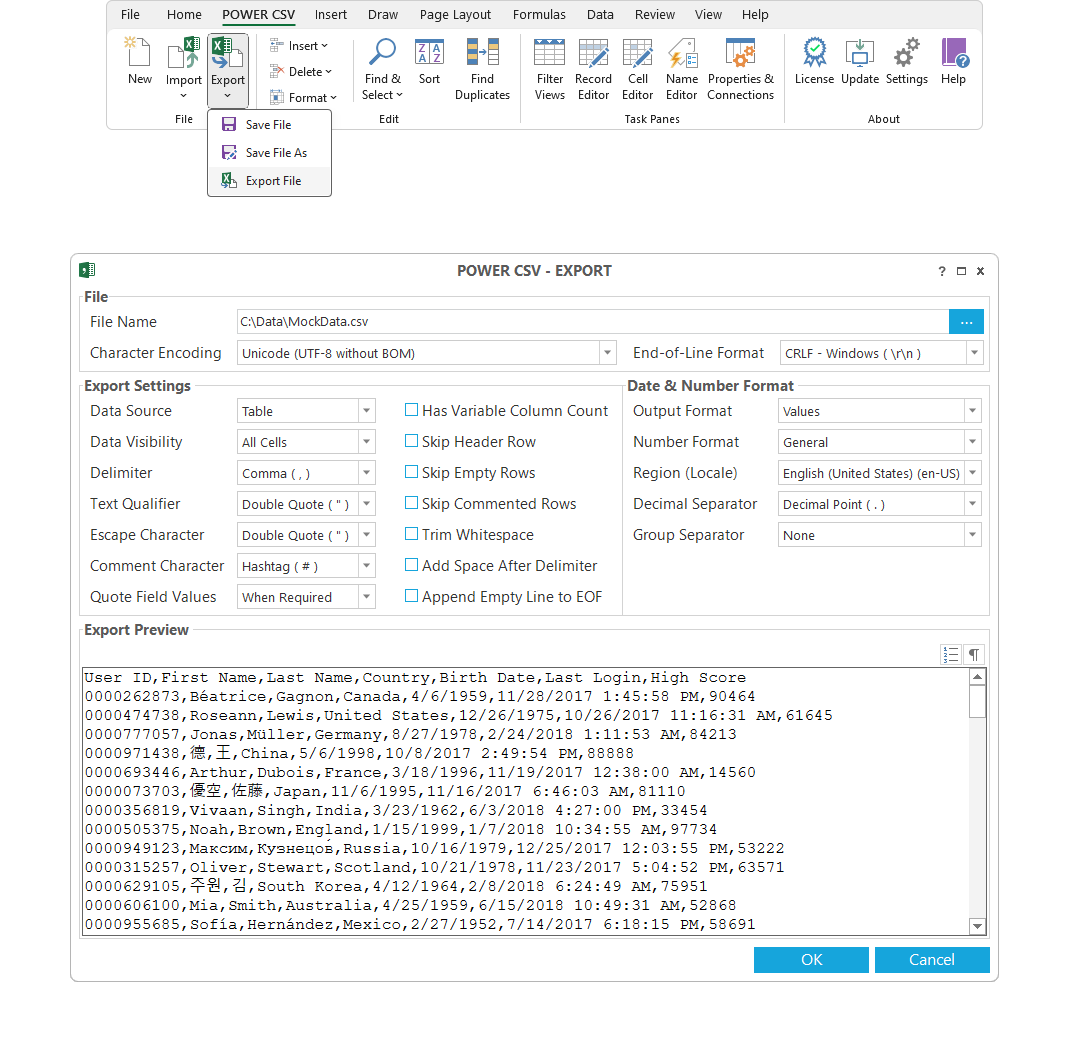 File Home POWER CSV Insert Draw Page Layout Formulas Data Review View Help
New Import Export Insert Delete Format Find & Select Sort Find Duplicates Filter Views Record Editor Cell Editor Name Editor Properties & Connections License Update Settings Help
File Edit Task Panes About
Save File
Save File As
Export File
POWER CSV - EXPORT
File
File Name C:\Data\MockData.csv ...
Character Encoding Unicode (UTF-8 without BOM) End-of-Line Format CRLF - Windows ( \r\n )
Export Settings Date & Number Format
Data Source Table Has Variable Column Count Output Format Values
Data Visibility All Cells Skip Header Row Number Format General
Delimiter Comma ( , ) Skip Empty Rows Region (Locale) English (United States) (en-US)
Text Qualifier Double Quote ( " ) Skip Commented Rows Decimal Separator Decimal Point ( . )
Escape Character Double Quote ( " ) Trim Whitespace Group Separator None
Comment Character Hashtag ( # ) Add Space After Delimiter
Quote Field Values When Required Append Empty Line to EOF
Export Preview
User ID,First Name,Last Name,Country,Birth Date,Last Login,High Score
0000262873,Béatrice,Gagnon,Canada,4/6/1959,11/28/2017 1:45:58 PM,90464
0000474738,Roseann,Lewis,United States,12/26/1975,10/26/2017 11:16:31 AM,61645
0000777057,Jonas,Müller,Germany,8/27/1978,2/24/2018 1:11:53 AM,84213
0000971438,德,王,China,5/6/1998,10/8/2017 2:49:54 PM,88888
0000693446,Arthur,Dubois,France,3/18/1996,11/19/2017 12:38:00 AM,14560
0000073703,優空,佐藤,Japan,11/6/1995,11/16/2017 6:46:03 AM,81110
0000356819,Vivaan,Singh,India,3/23/1962,6/3/2018 4:27:00 PM,33454
0000505375,Noah,Brown,England,1/15/1999,1/7/2018 10:34:55 AM,97734
0000949123,Максим,Кузнецо́в,Russia,10/16/1979,12/25/2017 12:03:55 PM,53222
0000315257,Oliver,Stewart,Scotland,10/21/1978,11/23/2017 5:04:52 PM,63571
0000629105,주원,김,South Korea,4/12/1964,2/8/2018 6:24:49 AM,75951
0000606100,Mia,Smith,Australia,4/25/1959,6/15/2018 10:49:31 AM,52868
0000955685,Sofía,Hernández,Mexico,2/27/1952,7/14/2017 6:18:15 PM,58691
OK Cancel